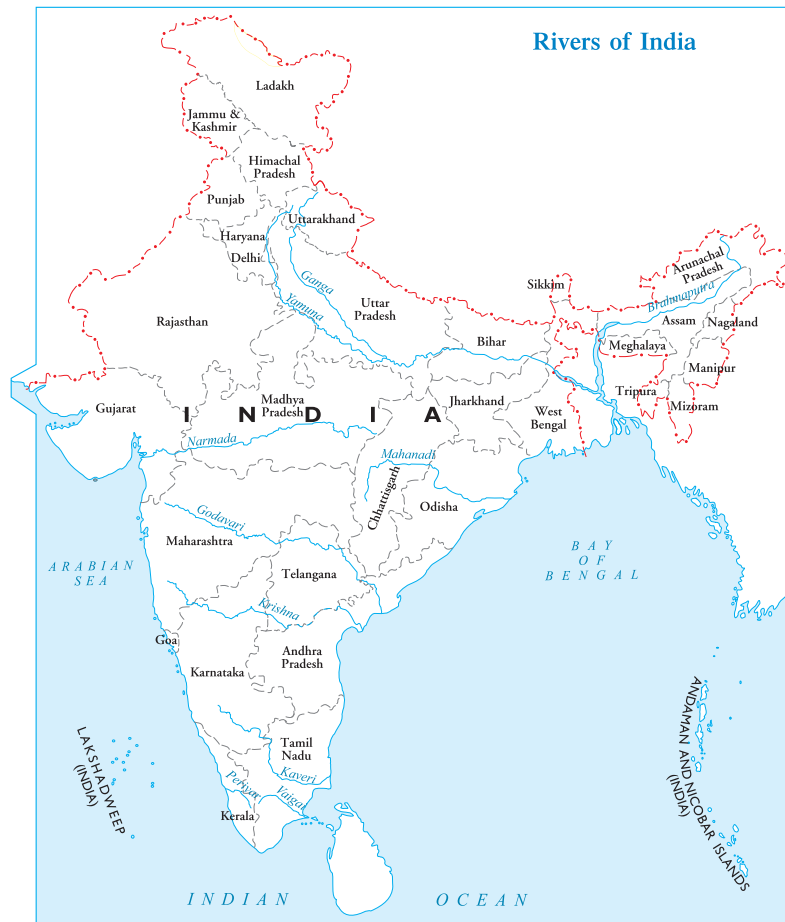 Rivers of India
Ladakh
Jammu &
Kashmir
Himachal
Pradesh
Punjab
Uttarakhand
Haryana
Delhi
Ganga
Yamuna
Uttar
Pradesh
Rajasthan
Sikkim
Arunachal
Pradesh
Brahmaputra
Assam
Nagaland
Bihar
Meghalaya
Manipur
Tripura
Mizoram
Gujarat
INDIA
Madhya
Pradesh
Jharkhand
West
Bengal
Narmada
Mahanadi
Chhattisgarh
Odisha
Godavari
Maharashtra
Telangana
ARABIAN
SEA
BAY
OF
BENGAL
Krishna
Goa
Karnataka
Andhra
Pradesh
Tamil
Nadu
Kaveri
Periyar
Vaigai
Kerala
LAKSHADWEEP
(INDIA)
ANDAMAN AND NICOBAR ISLANDS
(INDIA)
INDIAN OCEAN